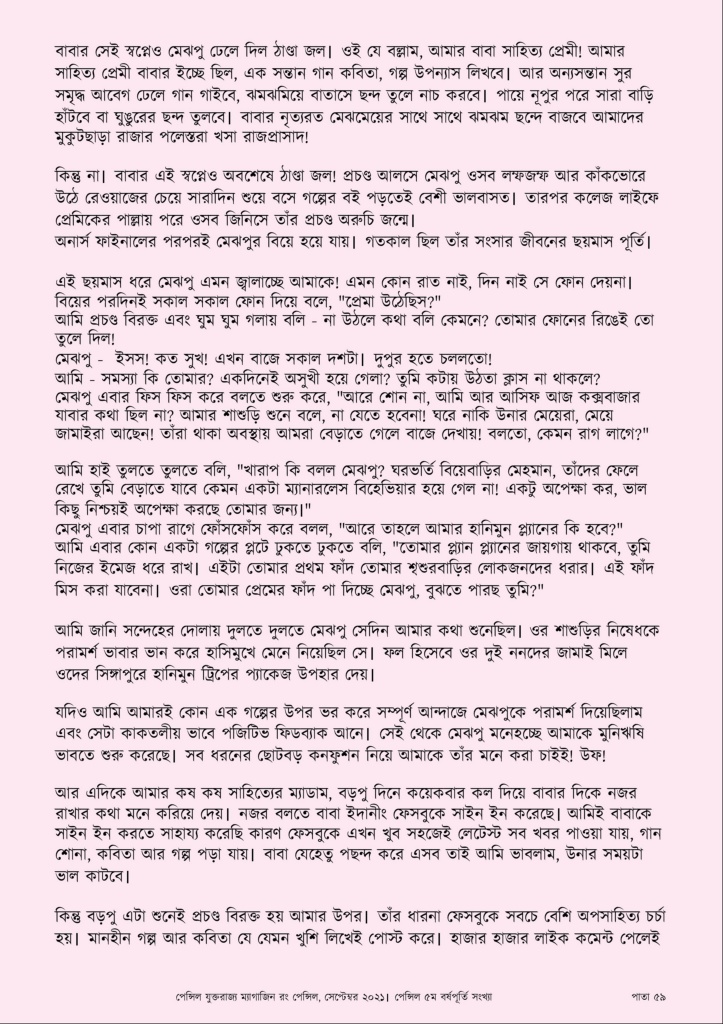 বাবার সেই স্বপ্নেও মেঝপু ঢেলে দিল ঠাণ্ডা জল। ওই যে বল্লাম, আমার বাবা সাহিত্য প্রেমী! আমার
সাহিত্য প্রেমী বাবার ইচ্ছে ছিল, এক সন্তান গান কবিতা, গল্প উপন্যাস লিখবে। আর অন্যসন্তান সুর
সমৃদ্ধ আবেগ ঢেলে গান গাইবে, ঝমঝমিয়ে বাতাসে ছন্দ তুলে নাচ করবে। পায়ে নূপুর পরে সারা বাড়ি
হাঁটবে বা ঘুঙুরের ছন্দ তুলবে। বাবার নৃত্যরত মেঝমেয়ের সাথে সাথে ঝমঝম ছন্দে বাজবে আমাদের
মুকুটছাড়া রাজার পলেস্তরা খসা রাজপ্রাসাদ!
কিন্তু না। বাবার এই স্বপ্নেও অবশেষে ঠাণ্ডা জল! প্রচণ্ড আলসে মেঝপু ওসব লম্ফজম্ফ আর কাঁকভোরে
উঠে রেওয়াজের চেয়ে সারাদিন শুয়ে বসে গল্পের বই পড়তেই বেশী ভালবাসত। তারপর কলেজ লাইফে
প্রেমিকের পাল্লায় পরে ওসব জিনিসে তাঁর প্রচণ্ড অরুচি জন্মে।
অনার্স ফাইনালের পরপরই মেঝপুর বিয়ে হয়ে যায়। গতকাল ছিল তাঁর সংসার জীবনের ছয়মাস পূর্তি।
এই ছয়মাস ধরে মেঝপু এমন জ্বালাচ্ছে আমাকে! এমন কোন রাত নাই, দিন নাই সে ফোন দেয়না।
বিয়ের পরদিনই সকাল সকাল ফোন দিয়ে বলে, "প্রেমা উঠেছিস?"
আমি প্রচণ্ড বিরক্ত এবং ঘুম ঘুম গলায় বলি - না উঠলে কথা বলি কেমনে? তোমার ফোনের রিঙেই তো
তুলে দিল!
মেঝপু - ইসস! কত সুখ! এখন বাজে সকাল দশটা। দুপুর হতে চললতো!
আমি - সমস্যা কি তোমার? একদিনেই অসুখী হয়ে গেলা? তুমি কটায় উঠতা ক্লাস না থাকলে?
মেঝপু এবার ফিস ফিস করে বলতে শুরু করে, "আরে শোন না, আমি আর আসিফ আজ কক্সবাজার
যাবার কথা ছিল না? আমার শাশুড়ি শুনে বলে, না যেতে হবেনা! ঘরে নাকি উনার মেয়েরা, মেয়ে
জামাইরা আছেন! তাঁরা থাকা অবস্থায় আমরা বেড়াতে গেলে বাজে দেখায়! বলতো, কেমন রাগ লাগে?"
আমি হাই তুলতে তুলতে বলি, "খারাপ কি বলল মেঝপু? ঘরভর্তি বিয়েবাড়ির মেহমান, তাঁদের ফেলে
রেখে তুমি বেড়াতে যাবে কেমন একটা ম্যানারলেস বিহেভিয়ার হয়ে গেল না! একটু অপেক্ষা কর, ভাল
কিছু নিশ্চয়ই অপেক্ষা করছে তোমার জন্য।"
মেঝপু এবার চাপা রাগে ফোঁসফোঁস করে বলল, "আরে তাহলে আমার হানিমুন প্ল্যানের কি হবে?"
আমি এবার কোন একটা গল্পের প্লটে ঢুকতে ঢুকতে বলি, "তোমার প্ল্যান প্ল্যানের জায়গায় থাকবে, তুমি
নিজের ইমেজ ধরে রাখ। এইটা তোমার প্রথম ফাঁদ তোমার শ্বশুরবাড়ির লোকজনদের ধরার। এই ফাঁদ
মিস করা যাবেনা। ওরা তোমার প্রেমের ফাঁদ পা দিচ্ছে মেঝপু, বুঝতে পারছ তুমি?"
আমি জানি সন্দেহের দোলায় দুলতে দুলতে মেঝপু সেদিন আমার কথা শুনেছিল। ওর শাশুড়ির নিষেধকে
পরামর্শ ভাবার ভান করে হাসিমুখে মেনে নিয়েছিল সে। ফল হিসেবে ওর দুই ননদের জামাই মিলে
ওদের সিঙ্গাপুরে হানিমুন ট্রিপের প্যাকেজ উপহার দেয়।
যদিও আমি আমারই কোন এক গল্পের উপর ভর করে সম্পূর্ণ আন্দাজে মেঝপুকে পরামর্শ দিয়েছিলাম
এবং সেটা কাকতলীয় ভাবে পজিটিভ ফিডব্যাক আনে। সেই থেকে মেঝপু মনেহচ্ছে আমাকে মুনিঋষি
ভাবতে শুরু করেছে। সব ধরনের ছোটবড় কনফুশন নিয়ে আমাকে তাঁর মনে করা চাইই! উফ!
আর এদিকে আমার কষ কষ সাহিত্যের ম্যাডাম, বড়পু দিনে কয়েকবার কল দিয়ে বাবার দিকে নজর
রাখার কথা মনে করিয়ে দেয়। নজর বলতে বাবা ইদানীং ফেসবুকে সাইন ইন করেছে। আমিই বাবাকে
সাইন ইন করতে সাহায্য করেছি কারণ ফেসবুকে এখন খুব সহজেই লেটেস্ট সব খবর পাওয়া যায়, গান
শোনা, কবিতা আর গল্প পড়া যায়। বাবা যেহেতু পছন্দ করে এসব তাই আমি ভাবলাম, উনার সময়টা
ভাল কাটবে।
কিন্তু বড়পু এটা শুনেই প্রচণ্ড বিরক্ত হয় আমার উপর। তাঁর ধারনা ফেসবুকে সবচে বেশি অপসাহিত্য চর্চা
হয়। মানহীন গল্প আর কবিতা যে যেমন খুশি লিখেই পোস্ট করে। হাজার হাজার লাইক কমেন্ট পেলেই
পেন্সিল যুক্তরাজ্য ম্যাগাজিন রং পেন্সিল, সেপ্টেম্বর ২০২১। পেন্সিল ৫ম বর্ষপূর্তি সংখ্যা পাতা ৫৯